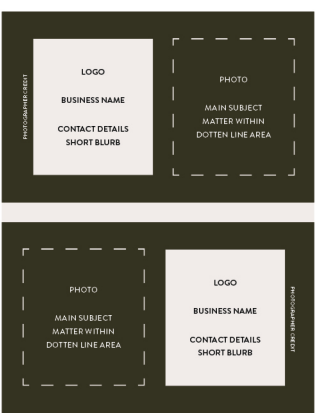 PHOTOGRAPHER CREDIT
LOGO
BUSINESS NAME
CONTACT DETAILS
SHORT BLURB
PHOTO
MAIN SUBJECT
MATTER WITHIN
DOTTEN LINE AREA
PHOTO
MAIN SUBJECT
MATTER WITHIN
DOTTEN LINE AREA
LOGO
BUSINESS NAME
CONTACT DETAILS
SHORT BLURB
PHOTOGRAPHER CREDIT